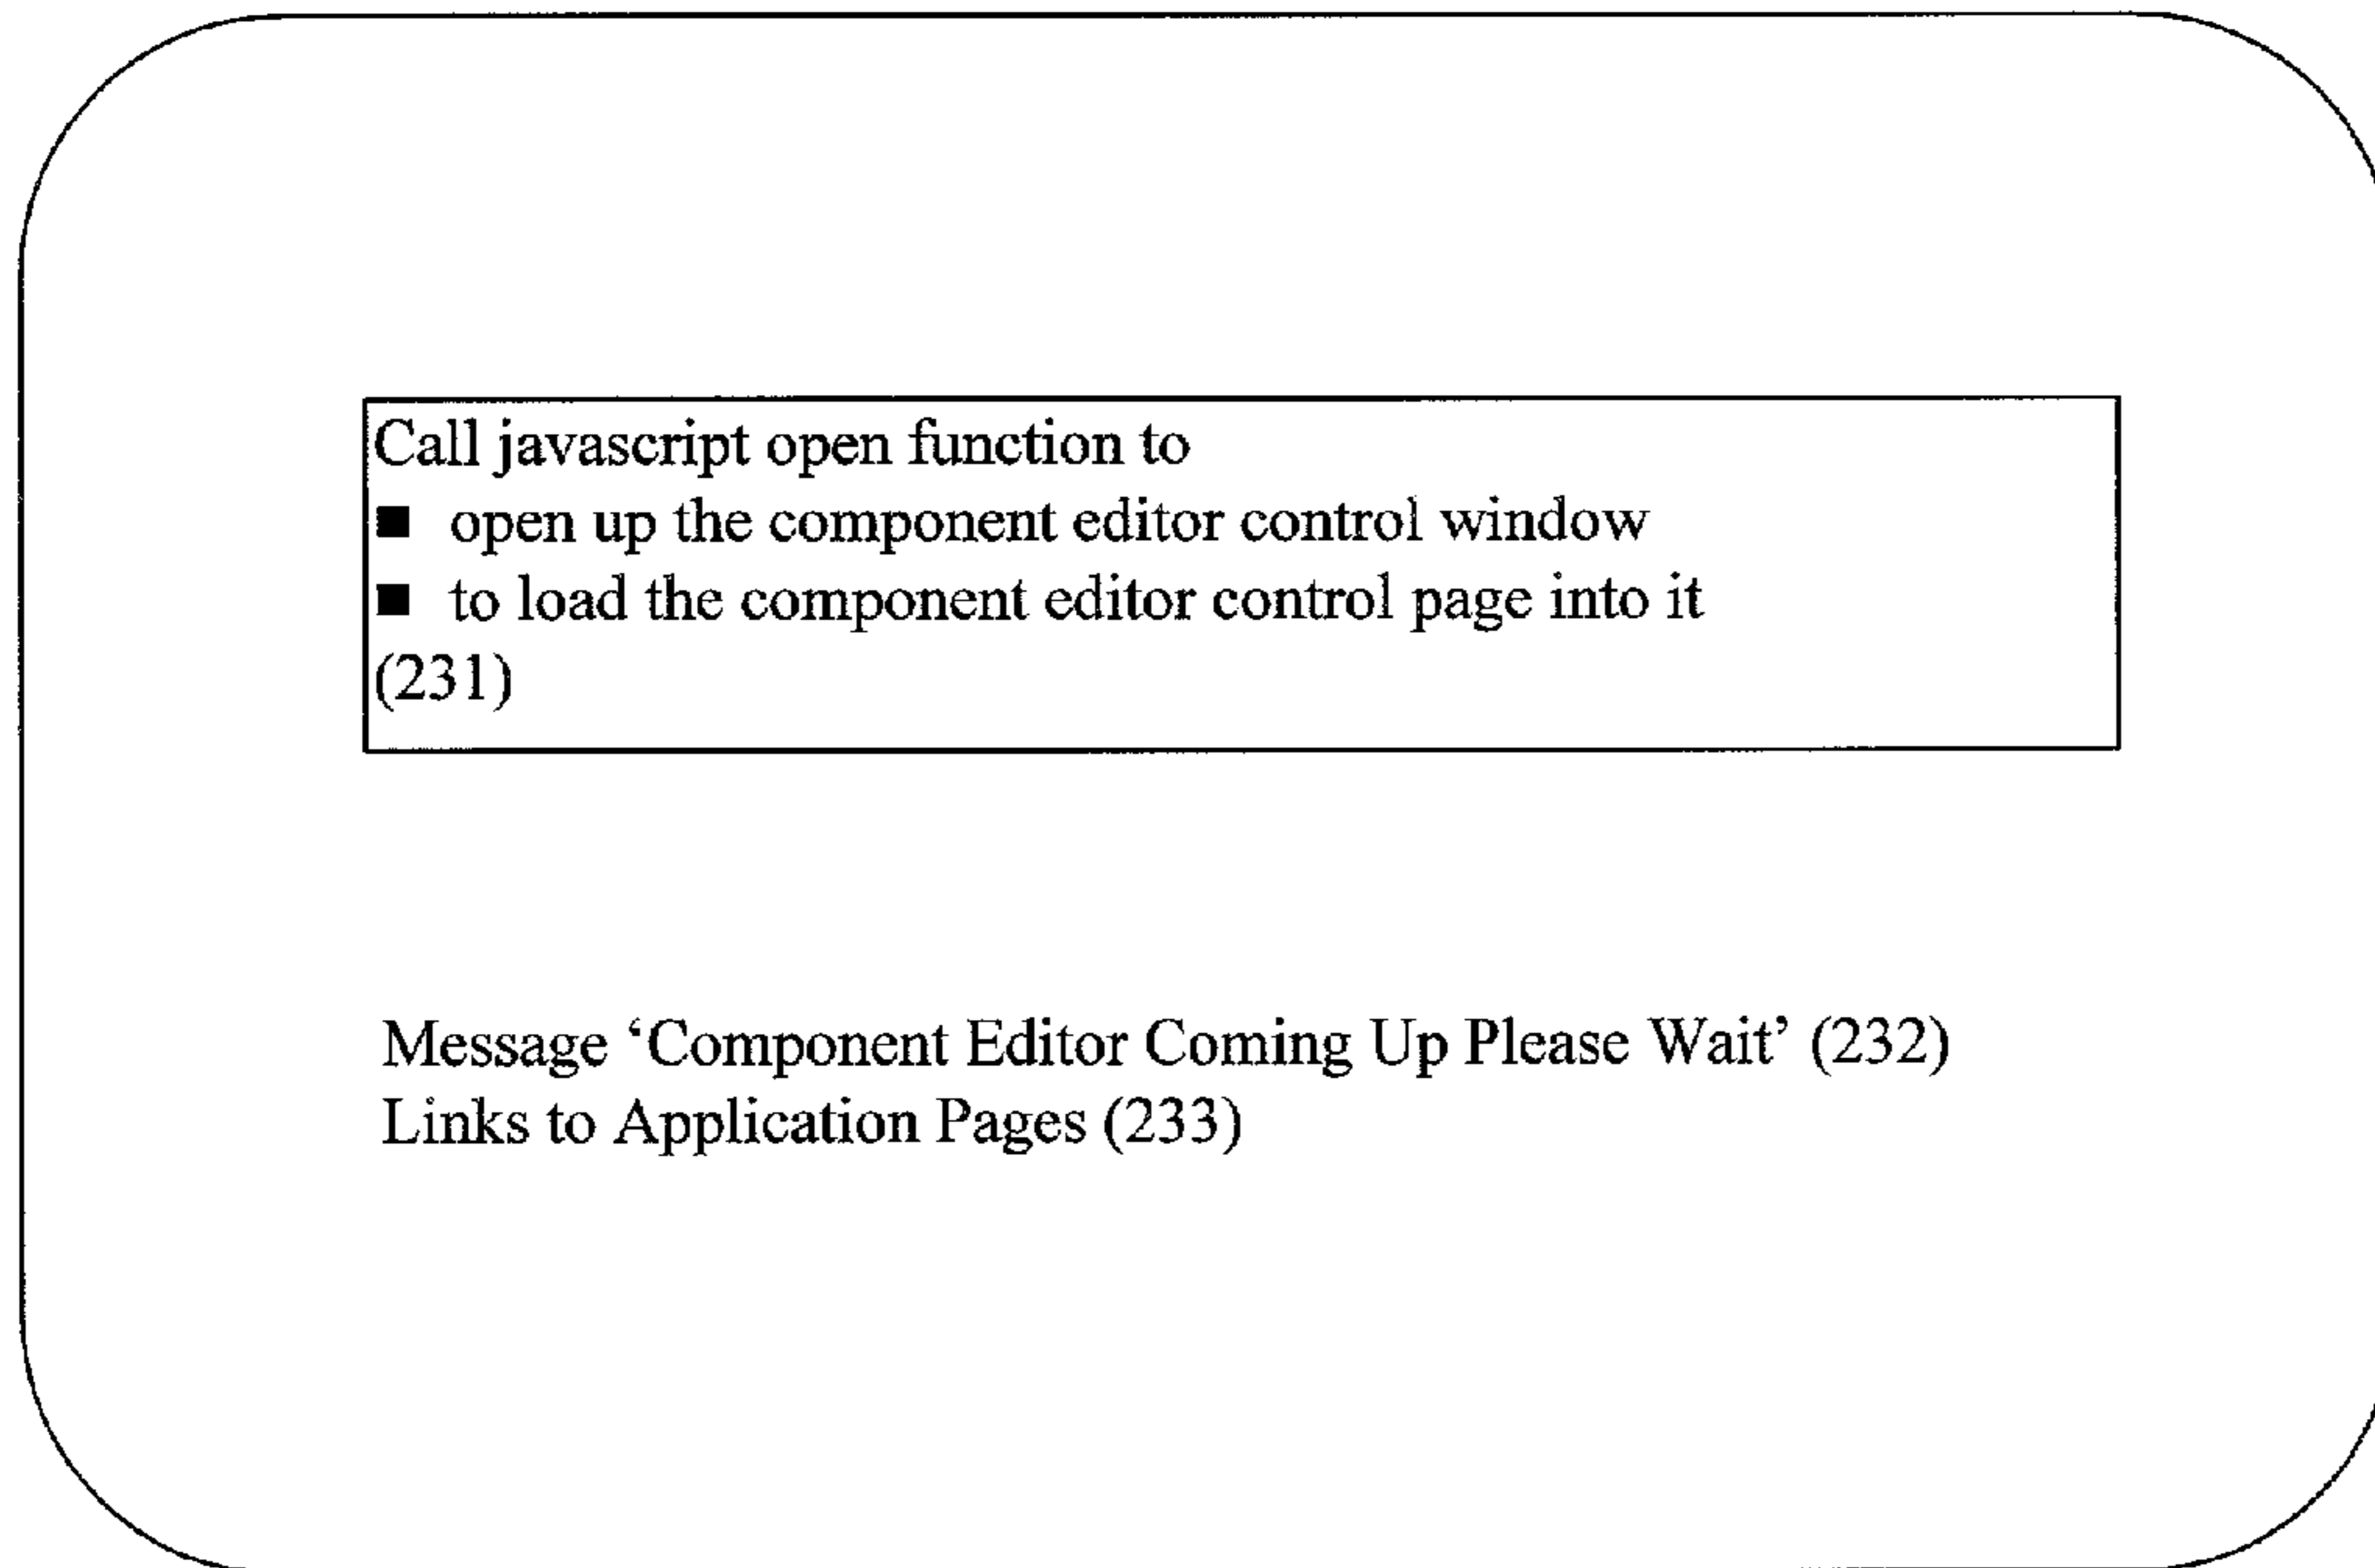 Call javascript open function to
■ open up the component editor control window
■ to load the component editor control page into it
(231)
Message ‘Component Editor Coming Up Please Wait’ (232)
Links to Application Pages (233)